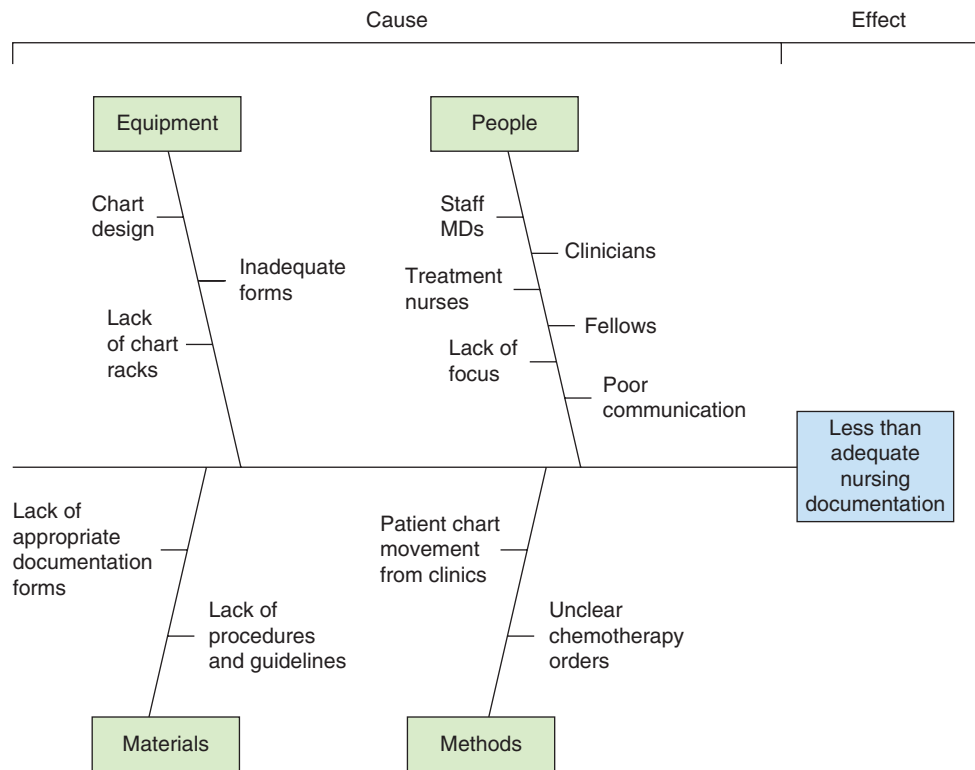 Cause
Effect
Equipment
People
Chart
design
Inadequate
forms
Lack
of chart
racks
Staff
MDs
Clinicians
Treatment
nurses
Fellows
Lack of
focus
Poor
communication
Less than
adequate
nursing
documentation
Lack of
appropriate
documentation
forms
Lack of
procedures
and guidelines
Patient chart
movement
from clinics
Unclear
chemotherapy
orders
Materials
Methods